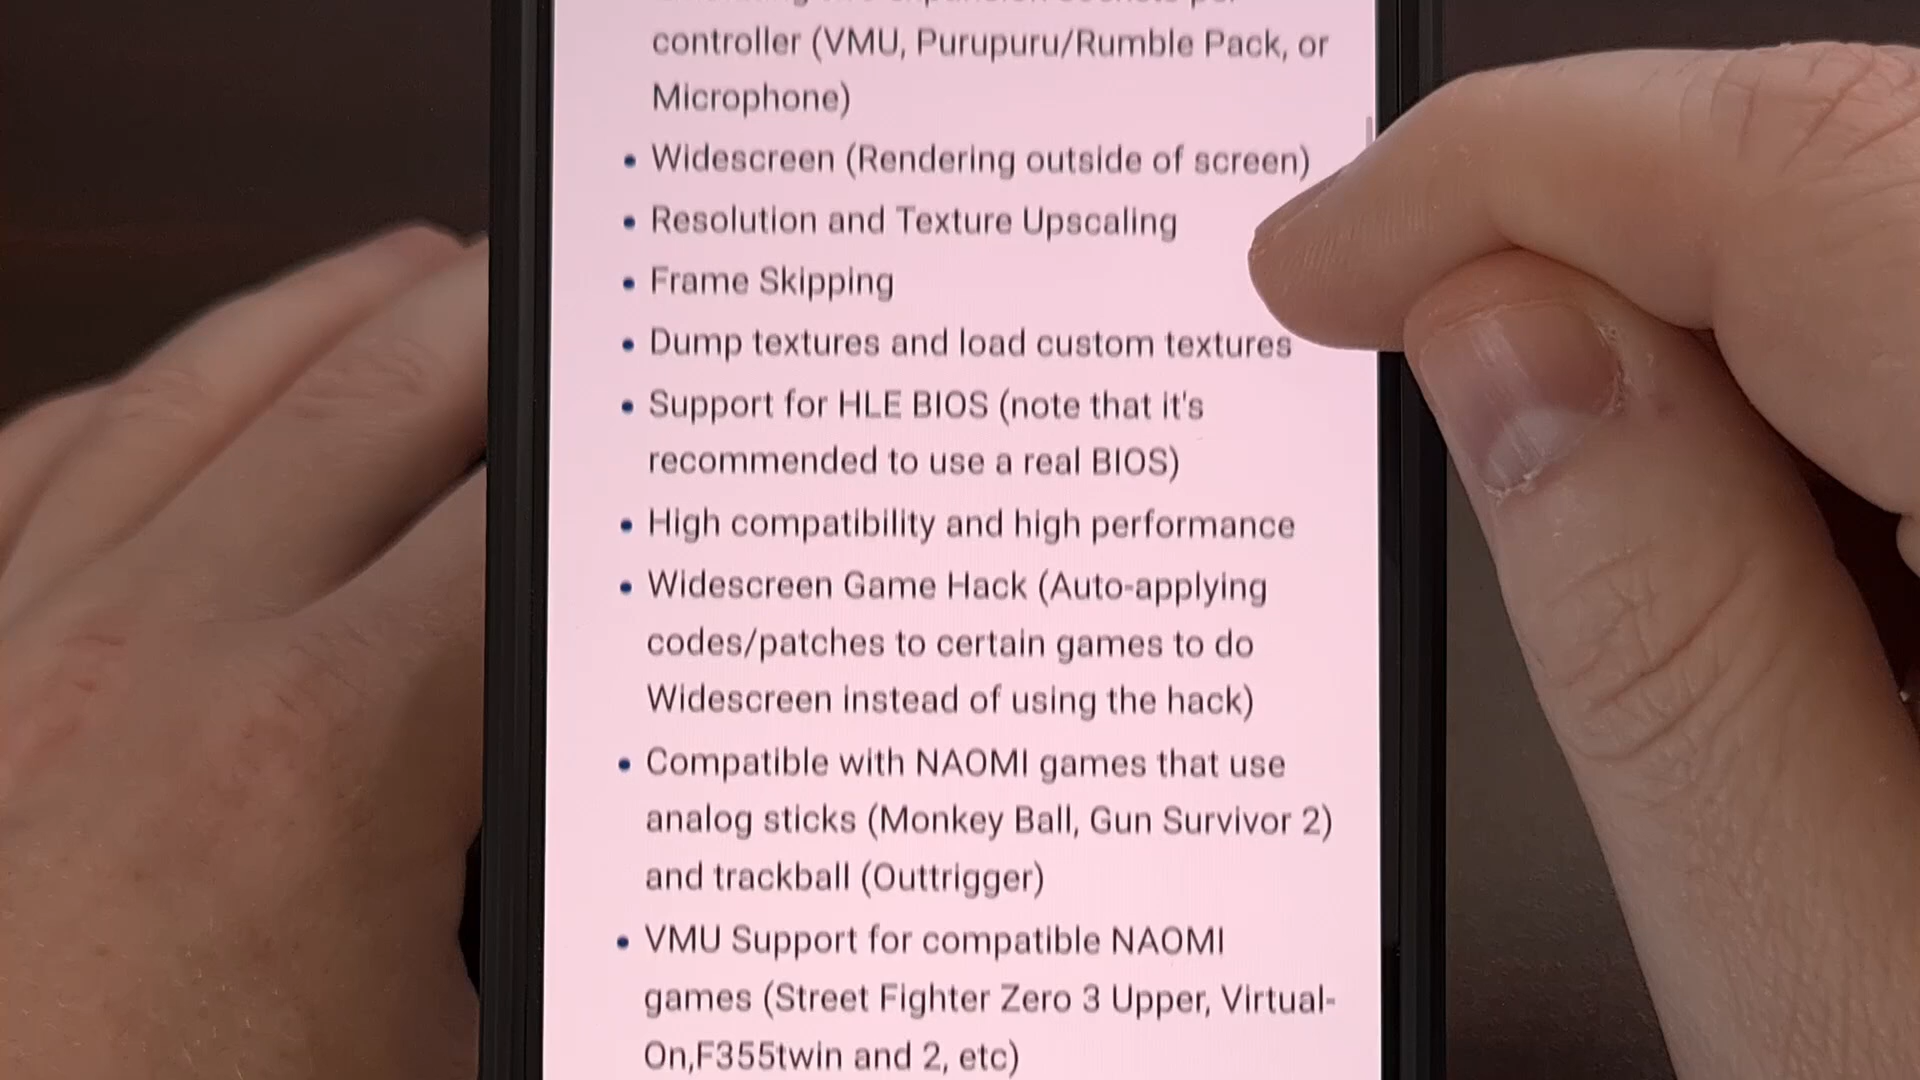 controller (VMU, Purupuru/Rumble Pack, or
Microphone)
• Widescreen (Rendering outside of screen)
• Resolution and Texture Upscaling
• Frame Skipping
• Dump textures and load custom textures
• Support for HLE BIOS (note that it's
recommended to use a real BIOS)
• High compatibility and high performance
• Widescreen Game Hack (Auto-applying
codes/patches to certain games to do
Widescreen instead of using the hack)
• Compatible with NAOMI games that use
analog sticks (Monkey Ball, Gun Survivor 2)
and trackball (Outtrigger)
• VMU Support for compatible NAOMI
games (Street Fighter Zero 3 Upper, Virtual-
On,F355twin and 2, etc)